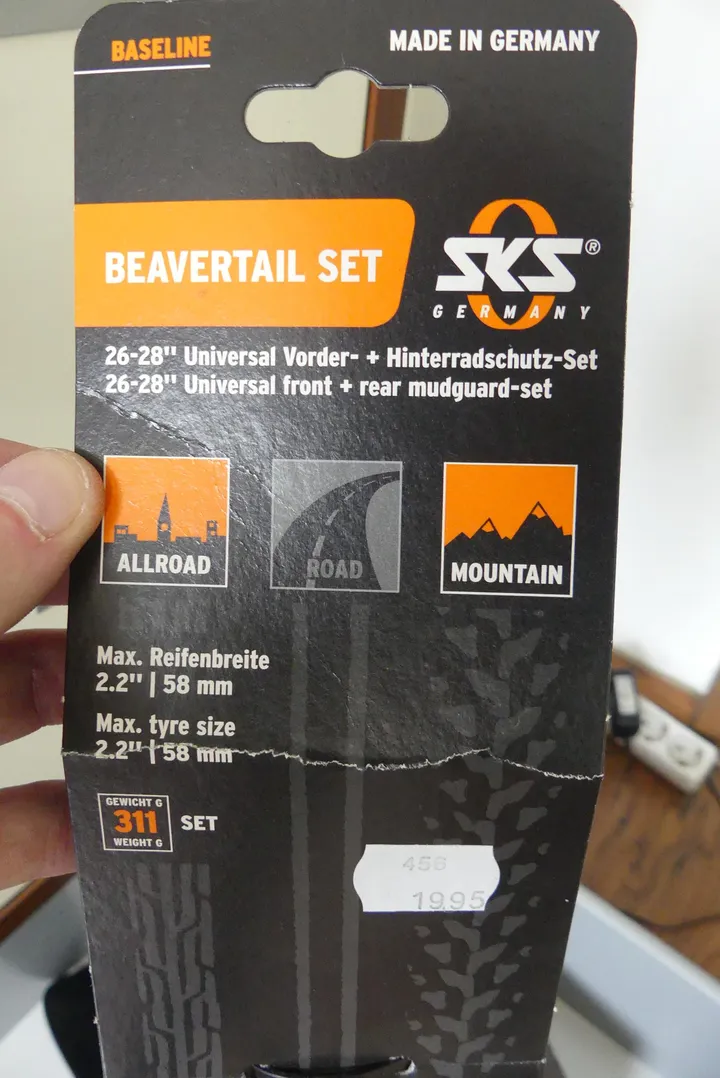 BASELINE
MADE IN GERMANY
BEAVERTAIL SET
SKS®
GERMANY
26-28" Universal Vorder- + Hinterradschutz-Set
26-28" Universal front + rear mudguard-set
ALLROAD
ROAD
MOUNTAIN
Max. Reifenbreite
2.2" | 58 mm
Max. tyre size
2.2" | 58 mm
GEWICHT G
311
WEIGHT G
SET
456
19.95